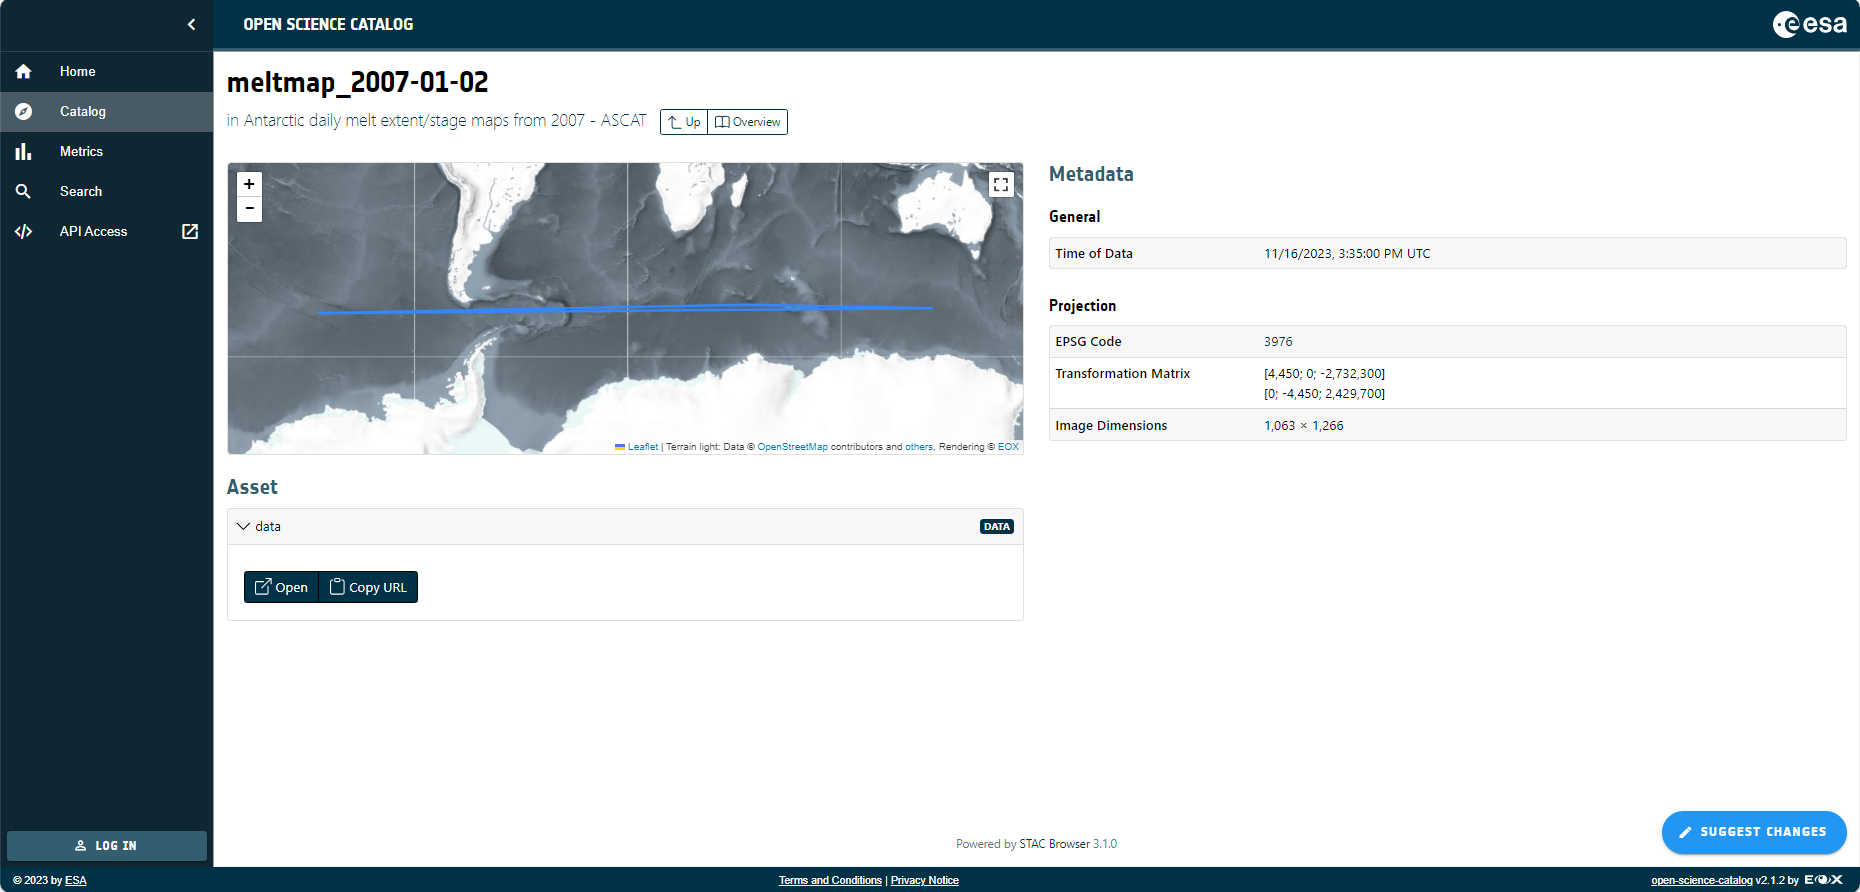 OPEN SCIENCE CATALOG
esa
Home
Catalog
Metrics
Search
API Access
LOG IN
meltmap_2007-01-02
in Antarctic daily melt extent/stage maps from 2007 - ASCAT
Up
Overview
+
−
Leaflet | Terrain light: Data © OpenStreetMap contributors and others, Rendering © EOX
Asset
data
DATA
Open
Copy URL
Metadata
General
Time of Data 11/16/2023, 3:35:00 PM UTC
Projection
EPSG Code 3976
Transformation Matrix [4,450; 0; -2,732,300]
[0; -4,450; 2,429,700]
Image Dimensions 1,063 × 1,266
Powered by STAC Browser 3.1.0
SUGGEST CHANGES
© 2023 by ESA
Terms and Conditions | Privacy Notice
open-science-catalog v2.1.2 by EOX